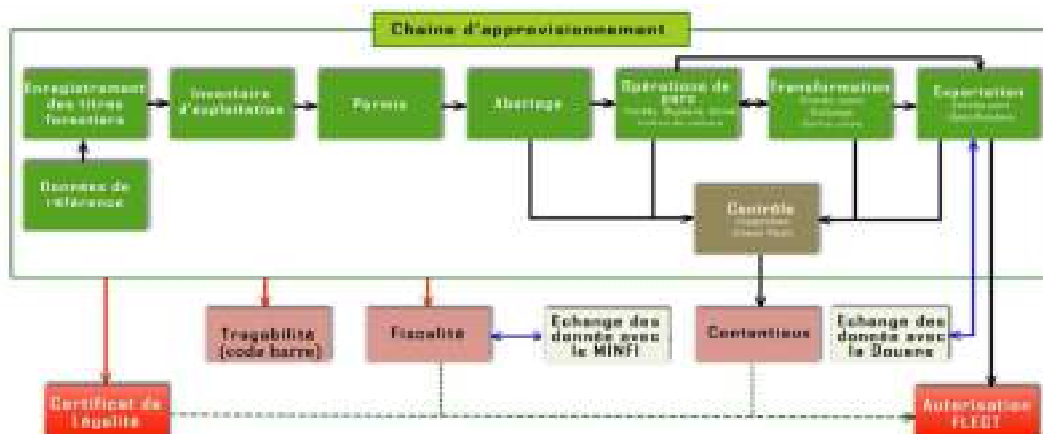 Chaine d'approvisionnement
Enregistrement
des titres
forestiers
Inventaire
d'exploitation
Permis
Abattage
Opérations de
parc
Transformation
Exportation
Données de
référence
Contrôle
Traçabilité
(code barre)
Fiscalité
Echange des
donnée avec
le MINFI
Contentieux
Echange des
donnée avec
la Douane
Certificat de
Légalité
Autorisation
FLEGT